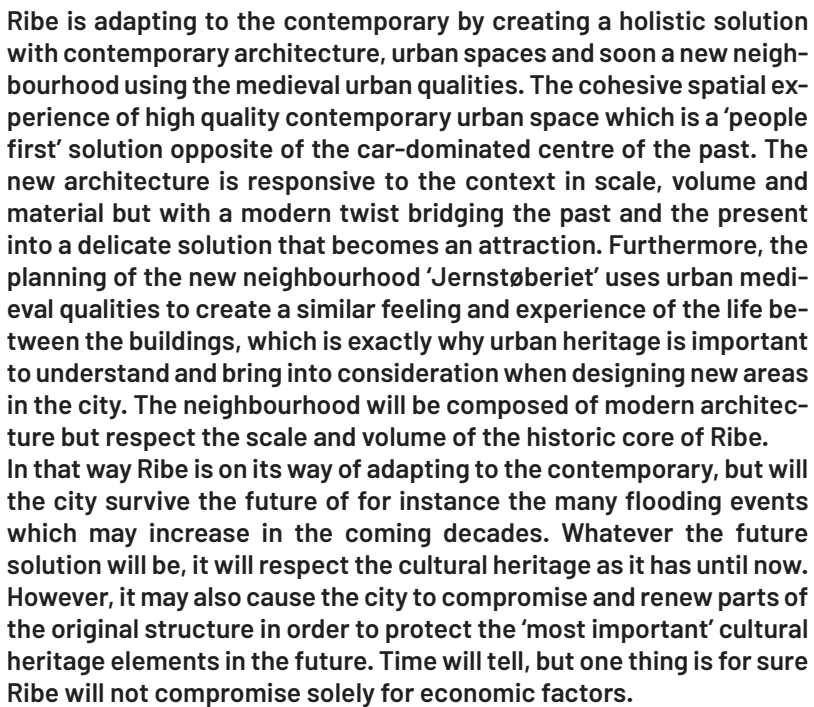 Ribe is adapting to the contemporary by creating a holistic solution
with contemporary architecture, urban spaces and soon a new neigh-
bourhood using the medieval urban qualities. The cohesive spatial ex-
perience of high quality contemporary urban space which is a ‘people
first’ solution opposite of the car-dominated centre of the past. The
new architecture is responsive to the context in scale, volume and
material but with a modern twist bridging the past and the present
into a delicate solution that becomes an attraction. Furthermore, the
planning of the new neighbourhood ‘Jernstøberiet’ uses urban medi-
eval qualities to create a similar feeling and experience of the life be-
tween the buildings, which is exactly why urban heritage is important
to understand and bring into consideration when designing new areas
in the city. The neighbourhood will be composed of modern architec-
ture but respect the scale and volume of the historic core of Ribe.
In that way Ribe is on its way of adapting to the contemporary, but will
the city survive the future of for instance the many flooding events
which may increase in the coming decades. Whatever the future
solution will be, it will respect the cultural heritage as it has until now.
However, it may also cause the city to compromise and renew parts of
the original structure in order to protect the ‘most important’ cultural
heritage elements in the future. Time will tell, but one thing is for sure
Ribe will not compromise solely for economic factors.